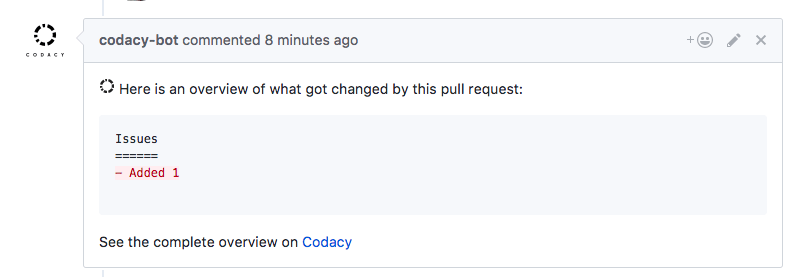 CODACY
codacy-bot commented 8 minutes ago
Here is an overview of what got changed by this pull request:
Issues
======
- Added 1
See the complete overview on Codacy